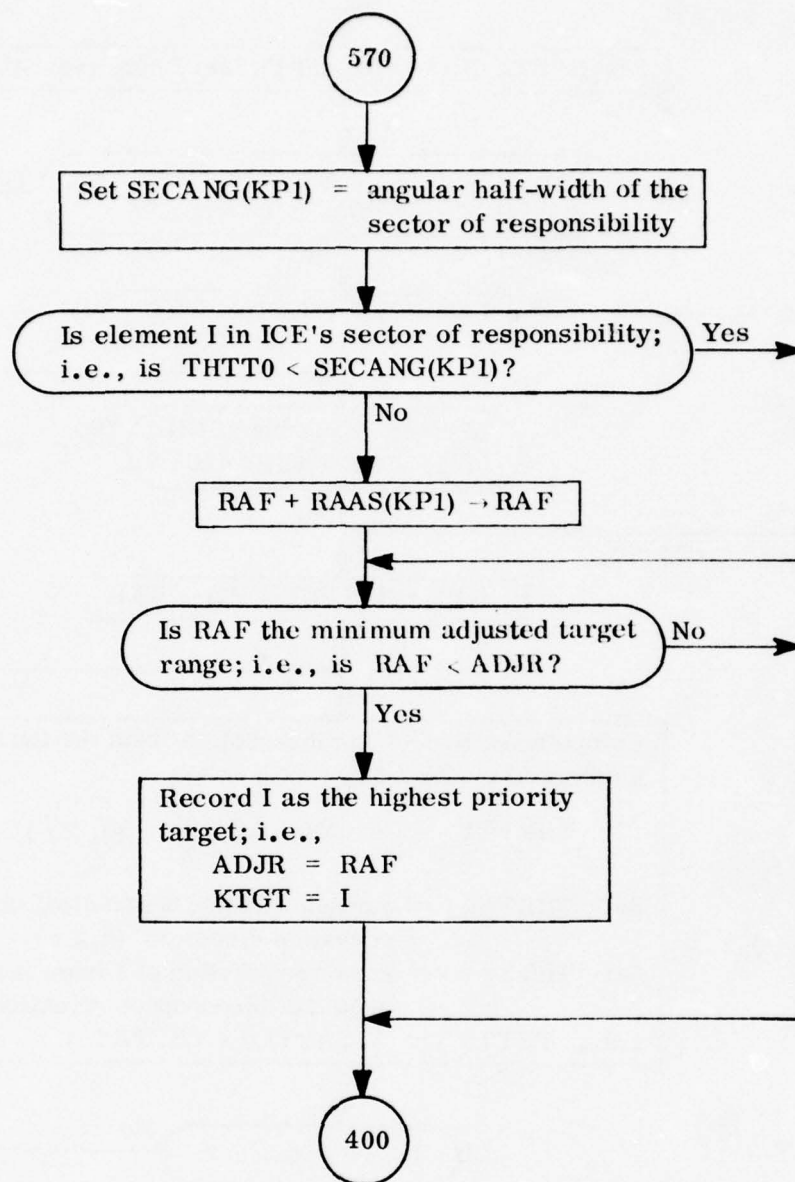 570
Set SECANG(KP1) = angular half-width of the
sector of responsibility
Is element I in ICE's sector of responsibility;
i.e., is THTT0 < SECANG(KP1)?
Yes
No
RAF + RAAS(KP1) → RAF
Is RAF the minimum adjusted target
range; i.e., is RAF < ADJR?
No
Yes
Record I as the highest priority
target; i.e.,
ADJR = RAF
KTGT = I
400